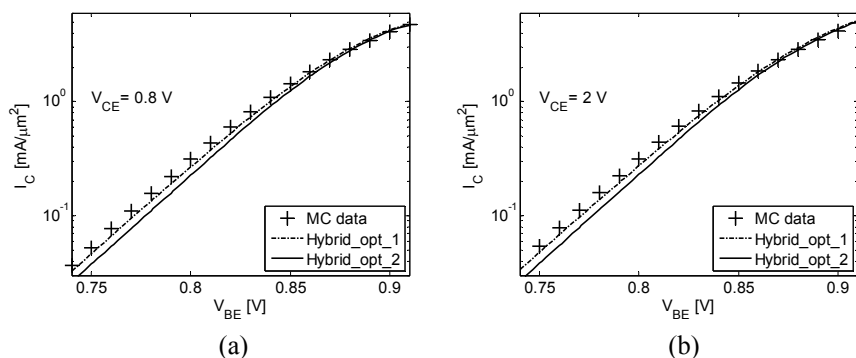 10^0
10^-1
I_C [mA/μm²]
V_CE = 0.8 V
MC data
Hybrid_opt_1
Hybrid_opt_2
0.75 0.8 0.85 0.9
V_BE [V]
(a)
10^0
10^-1
I_C [mA/μm²]
V_CE = 2 V
MC data
Hybrid_opt_1
Hybrid_opt_2
0.75 0.8 0.85 0.9
V_BE [V]
(b)